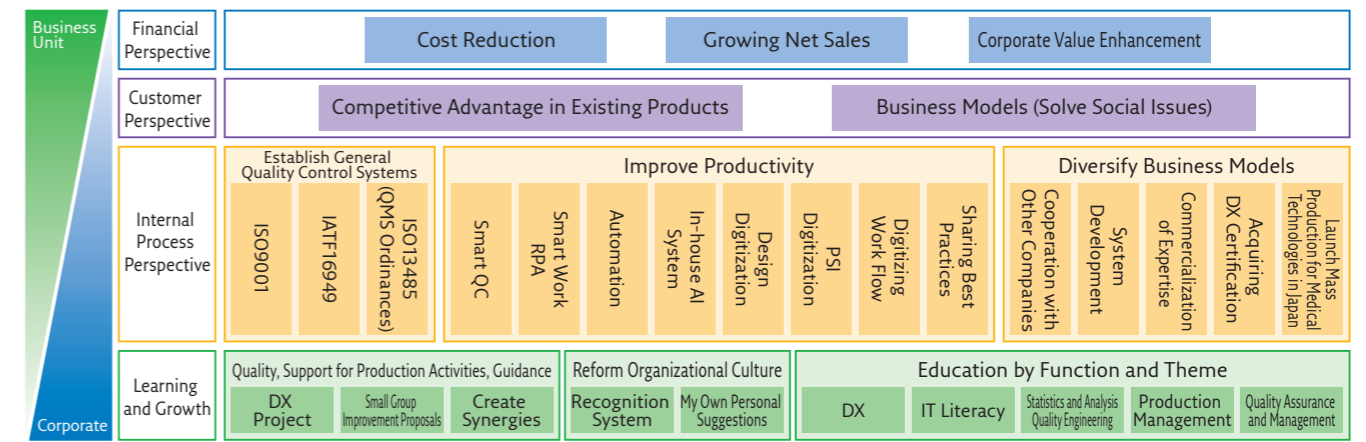 Business
Unit
Corporate
Financial
Perspective
Cost Reduction
Growing Net Sales
Corporate Value Enhancement
Customer
Perspective
Competitive Advantage in Existing Products
Business Models (Solve Social Issues)
Internal
Process
Perspective
Establish General
Quality Control Systems
ISO9001
IATF16949
ISO13485
(QMS Ordinances)
Improve Productivity
Smart QC
Smart Work
RPA
Automation
In-house AI
System
Design
Digitization
PSI
Digitization
Digitizing
Work Flow
Sharing Best
Practices
Diversify Business Models
Cooperation with
Other Companies
System
Development
Commercialization
of Expertise
Acquiring
DX Certification
Launch Mass
Production for Medical
Technologies in Japan
Learning
and Growth
Quality, Support for Production Activities, Guidance
DX
Project
Small Group
Improvement Proposals
Create
Synergies
Reform Organizational Culture
Recognition
System
My Own Personal
Suggestions
Education by Function and Theme
DX
IT Literacy
Statistics and Analysis
Quality Engineering
Production
Management
Quality Assurance
and Management